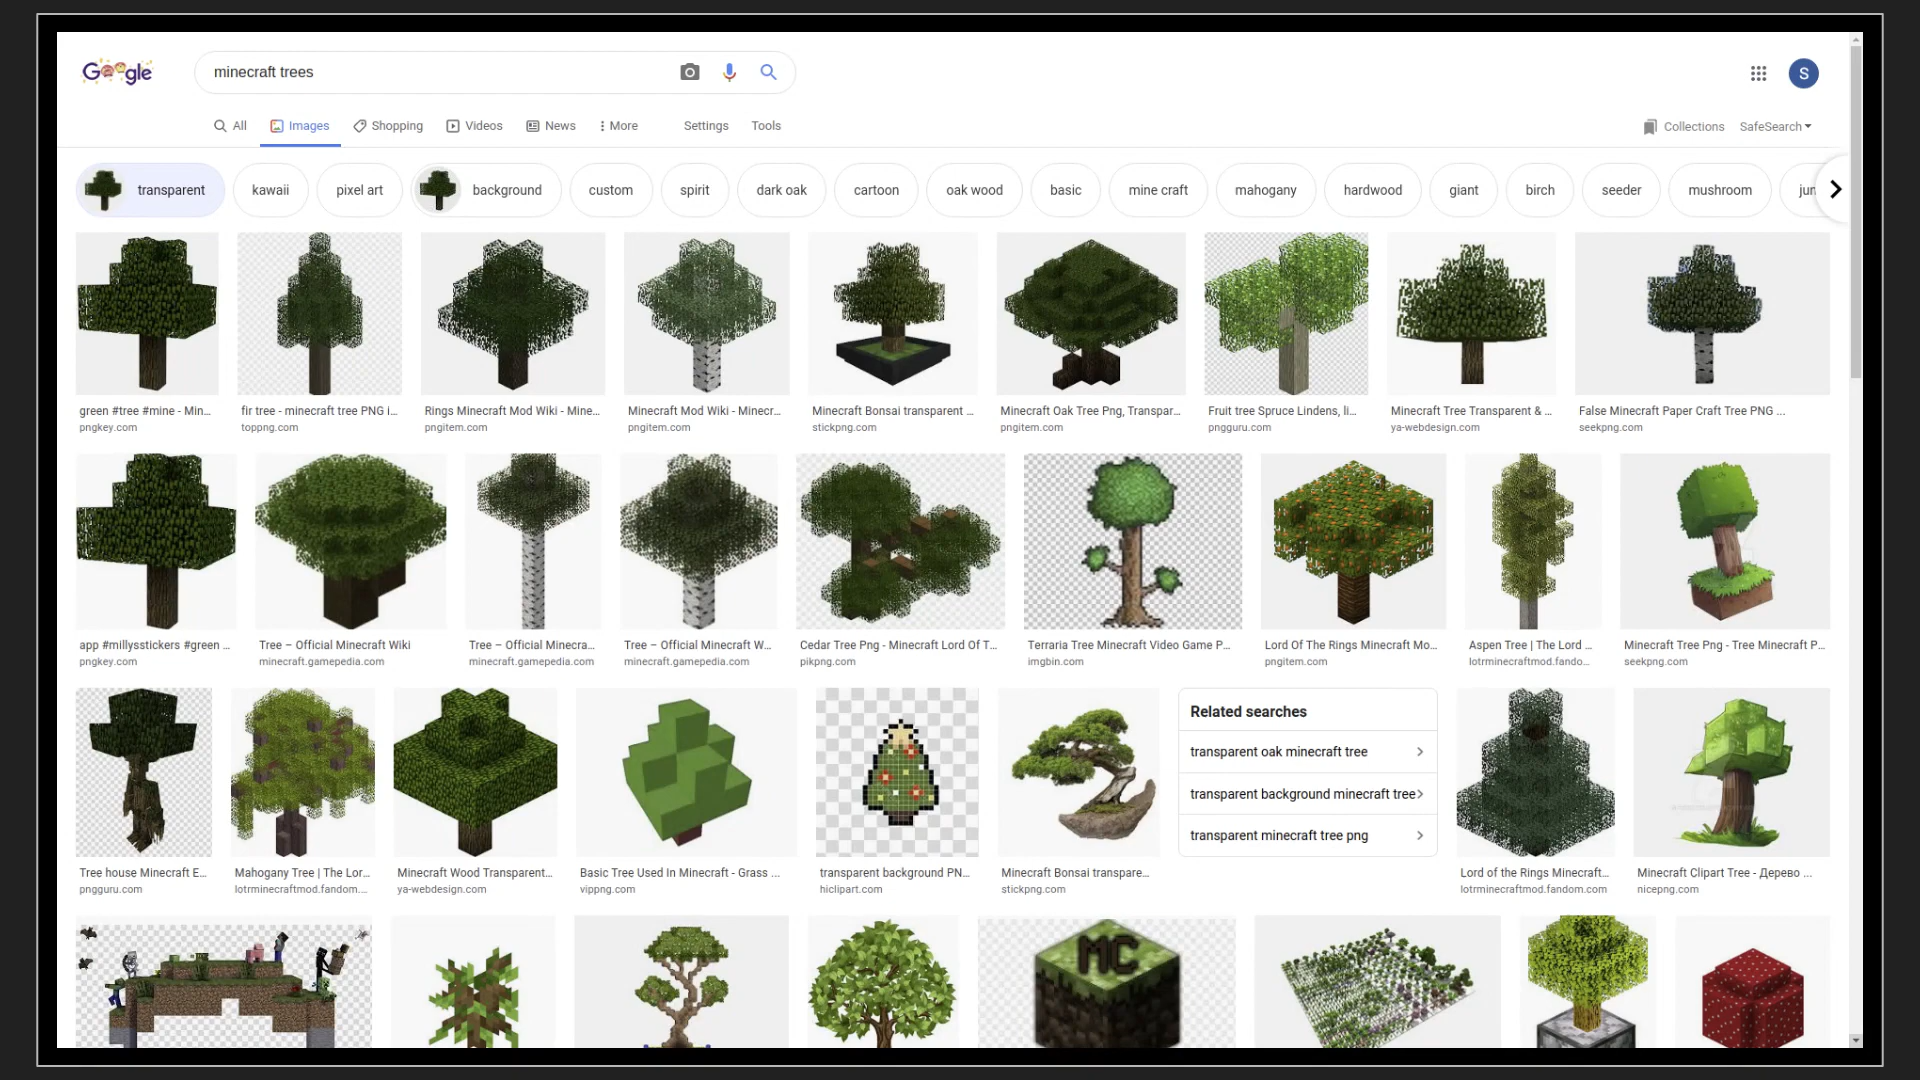 Google
minecraft trees
S
All
Images
Shopping
Videos
News
More
Settings
Tools
Collections
SafeSearch
transparent
kawaii
pixel art
background
custom
spirit
dark oak
cartoon
oak wood
basic
mine craft
mahogany
hardwood
giant
birch
seeder
mushroom
jun
green #tree #mine - Min...
pngkey.com
fir tree - minecraft tree PNG i...
toppng.com
Rings Minecraft Mod Wiki - Mine...
pngitem.com
Minecraft Mod Wiki - Minecr...
pngitem.com
Minecraft Bonsai transparent ...
stickpng.com
Minecraft Oak Tree Png, Transpar...
pngitem.com
Fruit tree Spruce Lindens, li...
pngguru.com
Minecraft Tree Transparent & ...
ya-webdesign.com
False Minecraft Paper Craft Tree PNG ...
seekpng.com
app #millysstickers #green ...
pngkey.com
Tree – Official Minecraft Wiki
minecraft.gamepedia.com
Tree – Official Minecra...
minecraft.gamepedia.com
Tree – Official Minecraft W...
minecraft.gamepedia.com
Cedar Tree Png - Minecraft Lord Of T...
pikpng.com
Terraria Tree Minecraft Video Game P...
imgbin.com
Lord Of The Rings Minecraft Mo...
pngitem.com
Aspen Tree | The Lord ...
lotrminecraftmod.fando...
Minecraft Tree Png - Tree Minecraft P...
seekpng.com
Tree house Minecraft E...
pngguru.com
Mahogany Tree | The Lor...
lotrminecraftmod.fandom....
Minecraft Wood Transparent...
ya-webdesign.com
Basic Tree Used In Minecraft - Grass ...
vippng.com
transparent background PN...
hiclipart.com
Minecraft Bonsai transpare...
stickpng.com
Related searches
transparent oak minecraft tree
transparent background minecraft tree
transparent minecraft tree png
Lord of the Rings Minecraft...
lotrminecraftmod.fandom.com
Minecraft Clipart Tree - Дерево ...
nicepng.com
MC